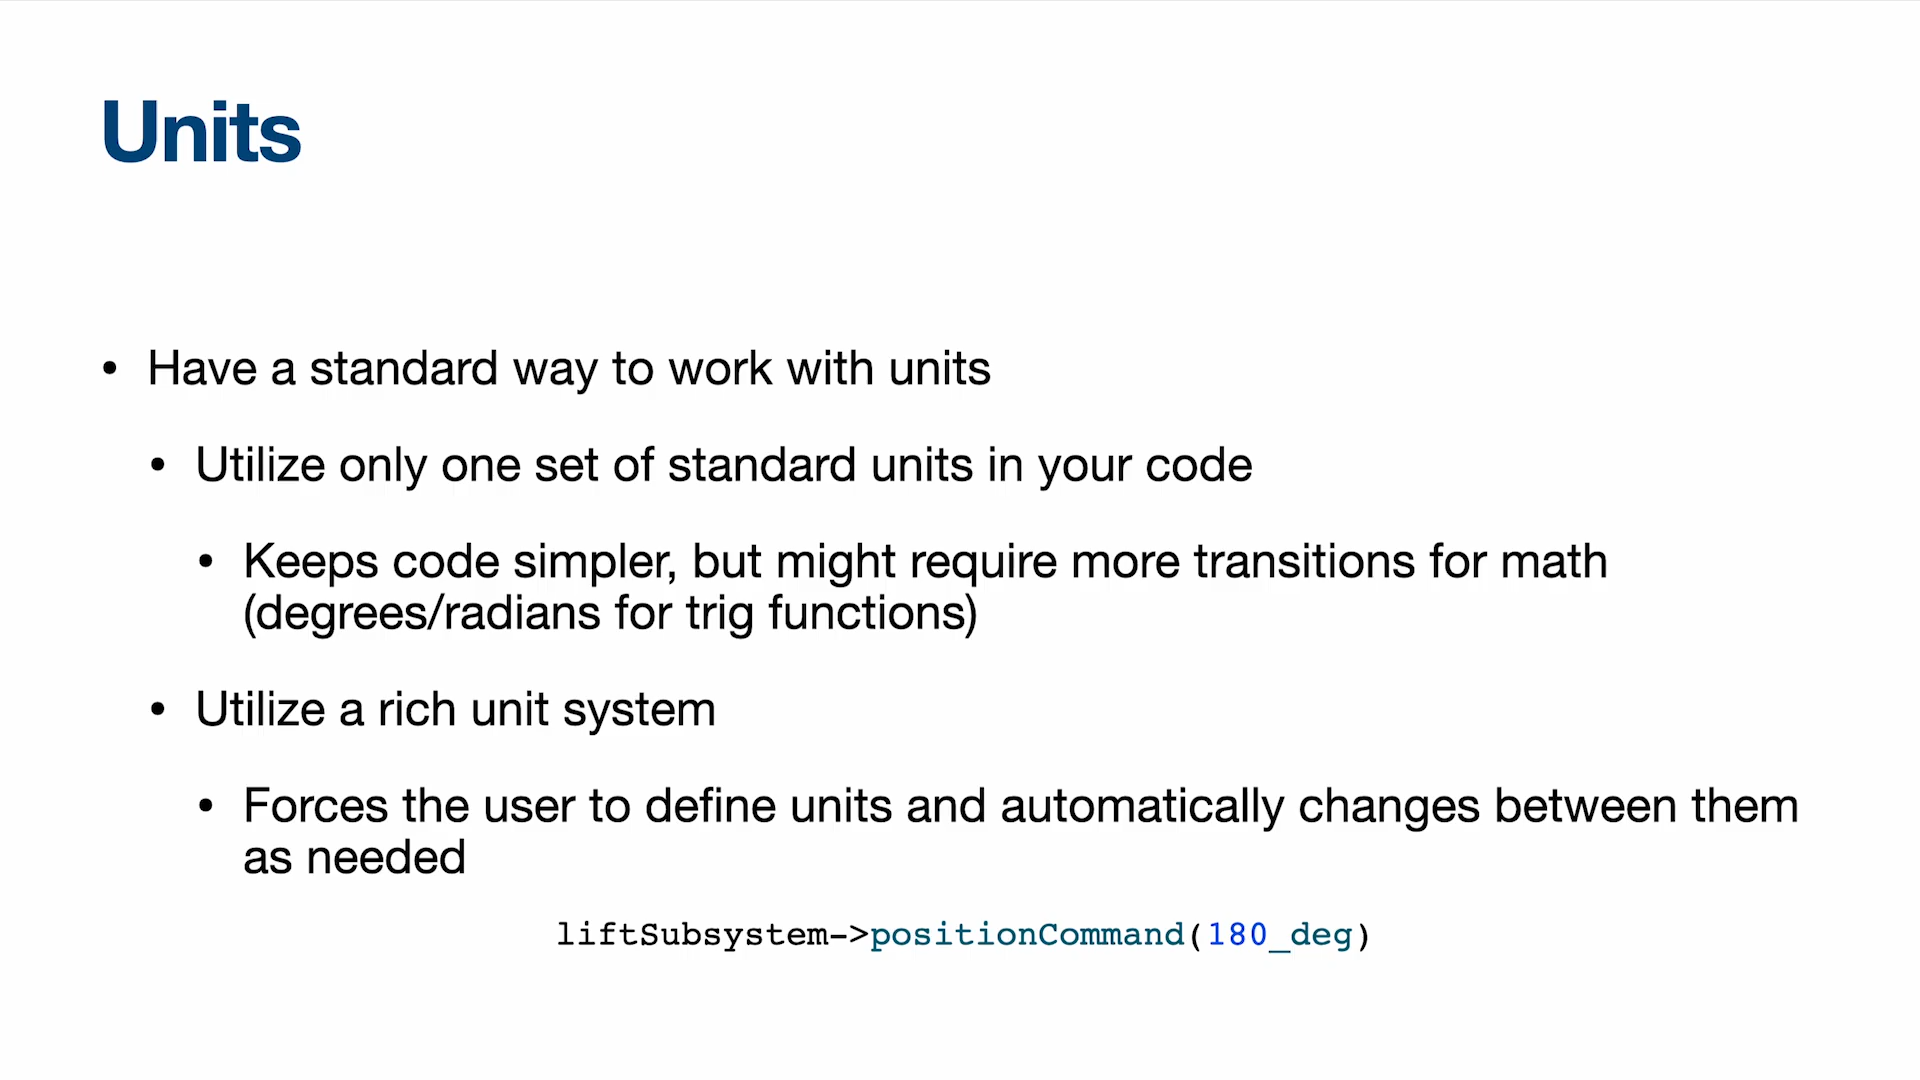 Units
• Have a standard way to work with units
• Utilize only one set of standard units in your code
• Keeps code simpler, but might require more transitions for math
(degrees/radians for trig functions)
• Utilize a rich unit system
• Forces the user to define units and automatically changes between them
as needed
liftSubsystem->positionCommand(180_deg)